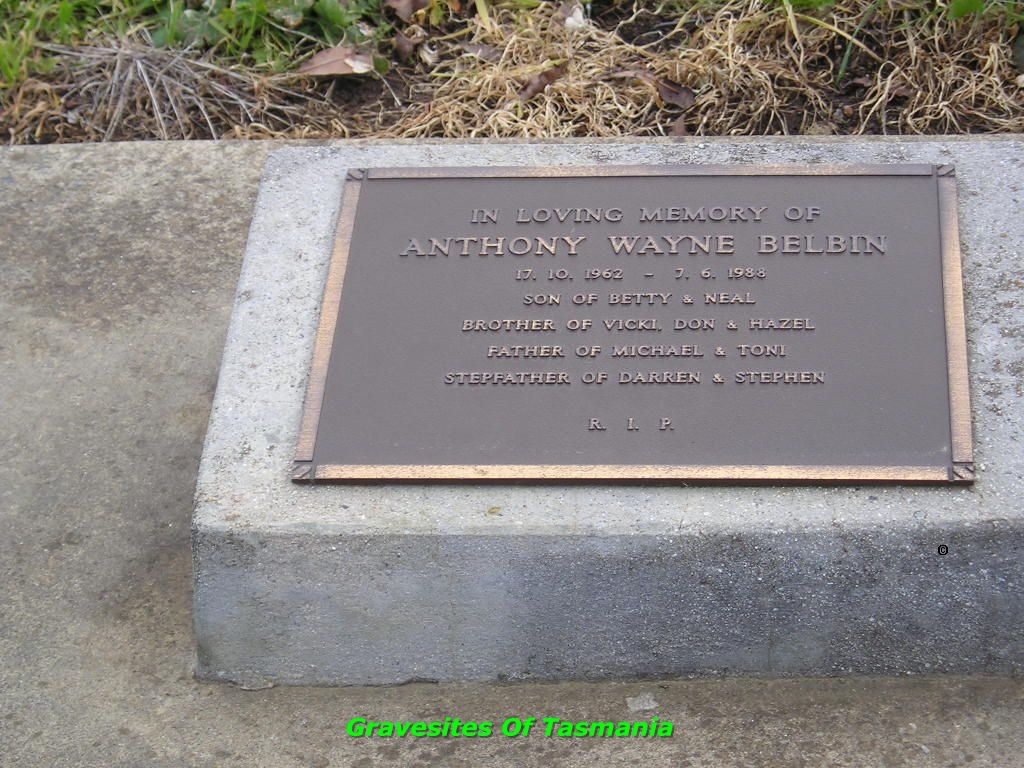 IN LOVING MEMORY OF
ANTHONY WAYNE BELBIN
17. 10. 1962 - 7. 6. 1988
SON OF BETTY & NEAL
BROTHER OF VICKI, DON & HAZEL
FATHER OF MICHAEL & TONI
STEPFATHER OF DARREN & STEPHEN
R. I. P.
©
Gravesites Of Tasmania